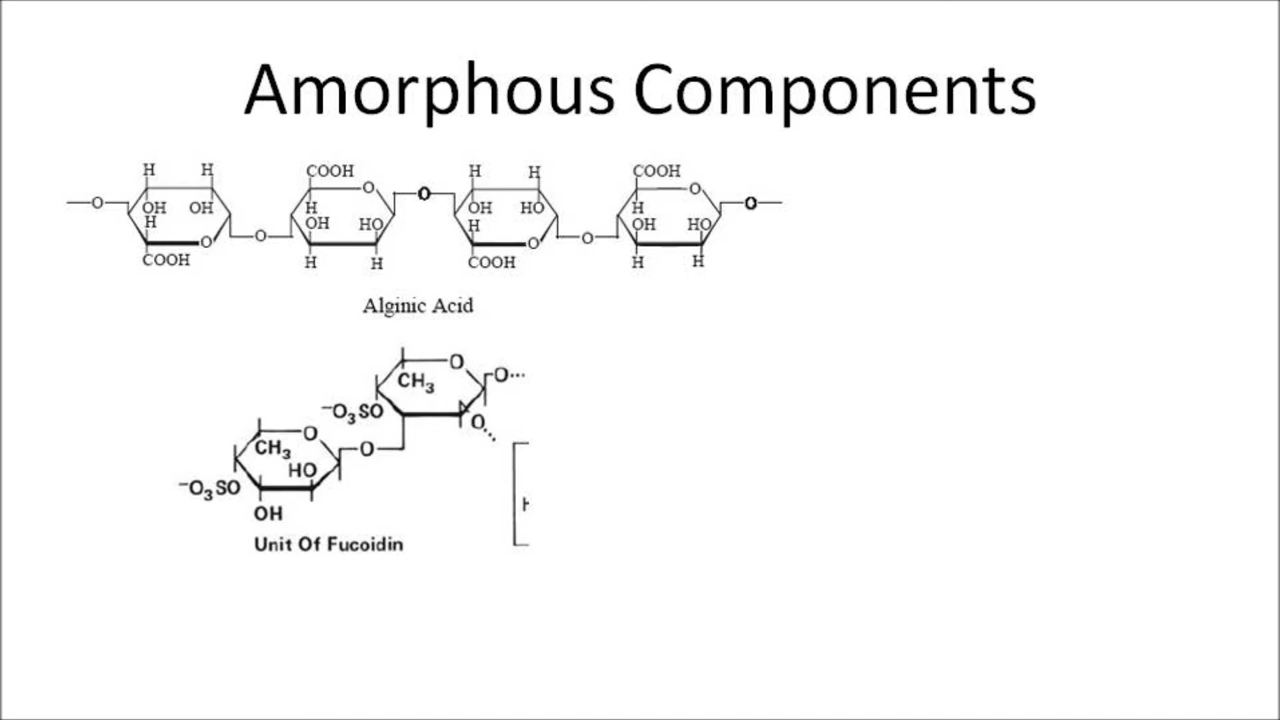 Amorphous Components
H H COOH O H H COOH O
O OH OH H O OH HO H O
H OH HO H OH HO
O O O O
COOH H H COOH H H
Alginic Acid
O O...
CH3
⁻O3SO O
O O
CH3
HO
⁻O3SO
OH
Unit Of Fucoidin